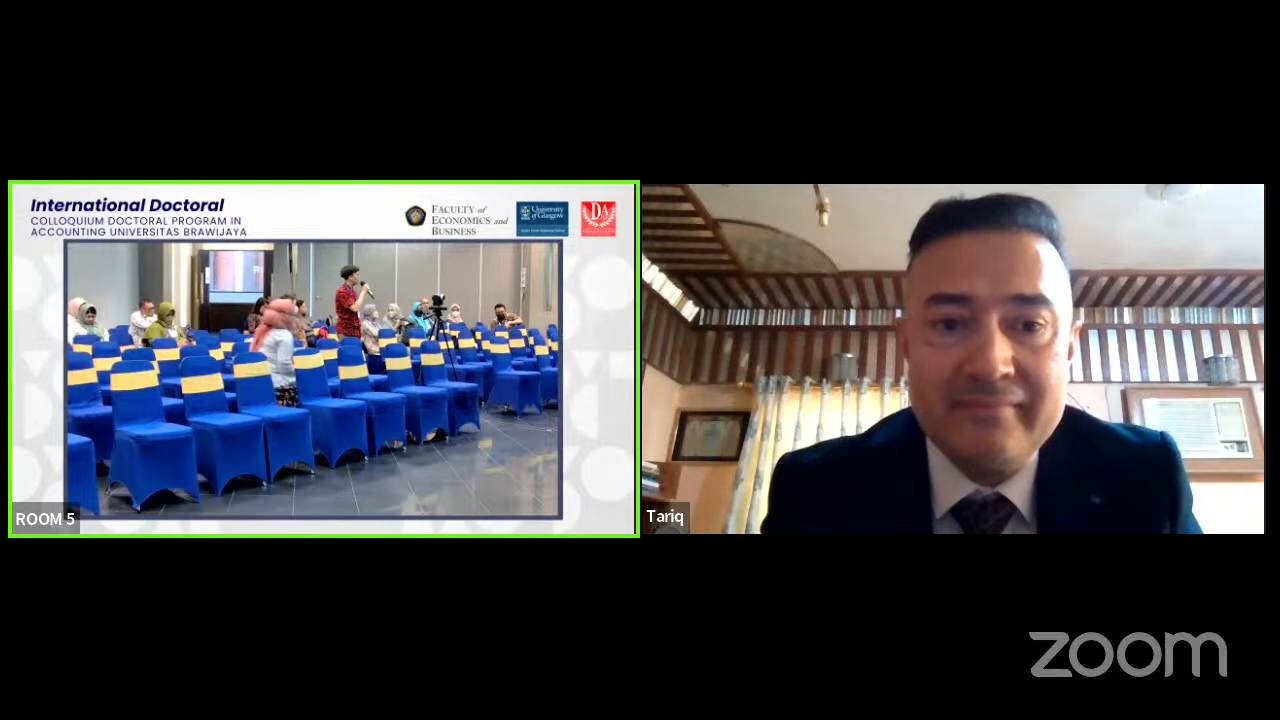 International Doctoral
COLLOQUIUM DOCTORAL PROGRAM IN
ACCOUNTING UNIVERSITAS BRAWIJAYA
FACULTY of
ECONOMICS and
BUSINESS
University
of Glasgow
DA
ROOM 5
Tariq
zoom